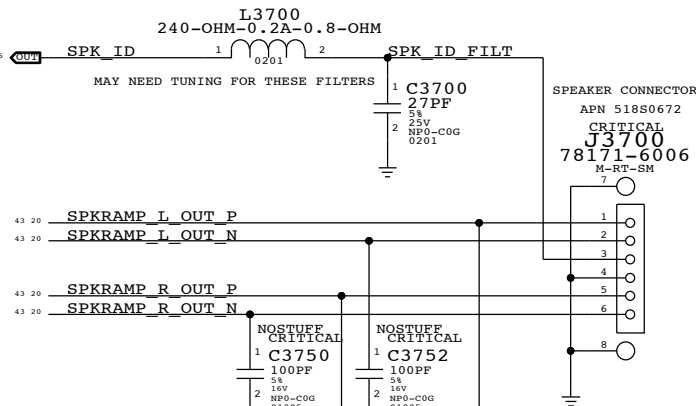 L3700
240-OHM-0.2A-0.8-OHM
OUT
SPK_ID
1
2
SPK_ID_FILT
0201
MAY NEED TUNING FOR THESE FILTERS
1
C3700
27PF
5%
25V
2
NP0-C0G
0201
SPEAKER CONNECTOR
APN 518S0672
CRITICAL
J3700
78171-6006
M-RT-SM
7
43 20
SPKRAMP_L_OUT_P
1
43 20
SPKRAMP_L_OUT_N
2
3
4
43 20
SPKRAMP_R_OUT_P
5
43 20
SPKRAMP_R_OUT_N
6
NOSTUFF
CRITICAL
1
C3750
100PF
5%
16V
2
NP0-C0G
01005
NOSTUFF
CRITICAL
1
C3752
100PF
5%
16V
2
NP0-C0G
01005
8